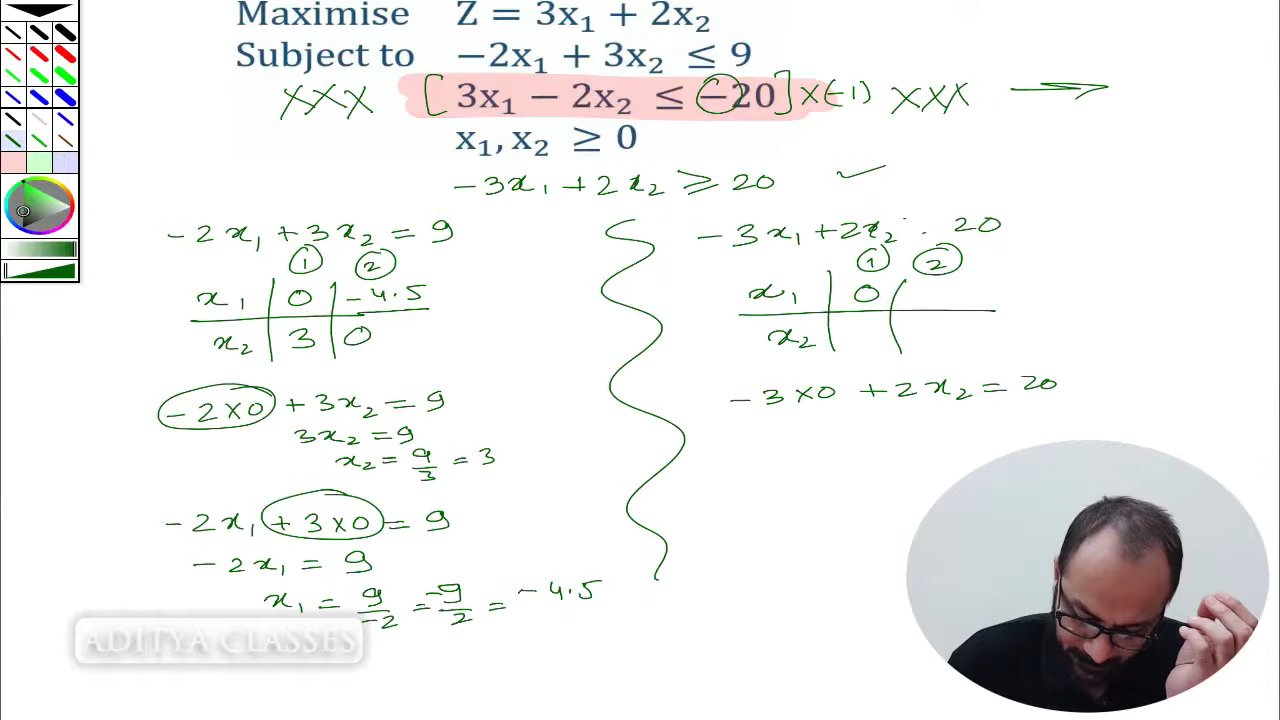 Maximise Z = 3x₁ + 2x₂
Subject to −2x₁ + 3x₂ ≤ 9
XXX [3x₁ − 2x₂ ≤ −20] x(-1) XXX
x₁, x₂ ≥ 0
-3x₁ + 2x₂ ≥ 20
-2x₁ + 3x₂ = 9
① ②
x₁ 0 -4.5
x₂ 3 0
-2×0 + 3x₂ = 9
3x₂ = 9
x₂ = 9/3 = 3
-2x₁ + 3×0 = 9
-2x₁ = 9
x₁ = 9/-2 = -9/2 = -4.5
-3x₁ + 2x₂ . 20
① ②
x₁ 0
x₂
-3×0 + 2x₂ = 20
ADITYA CLASSES